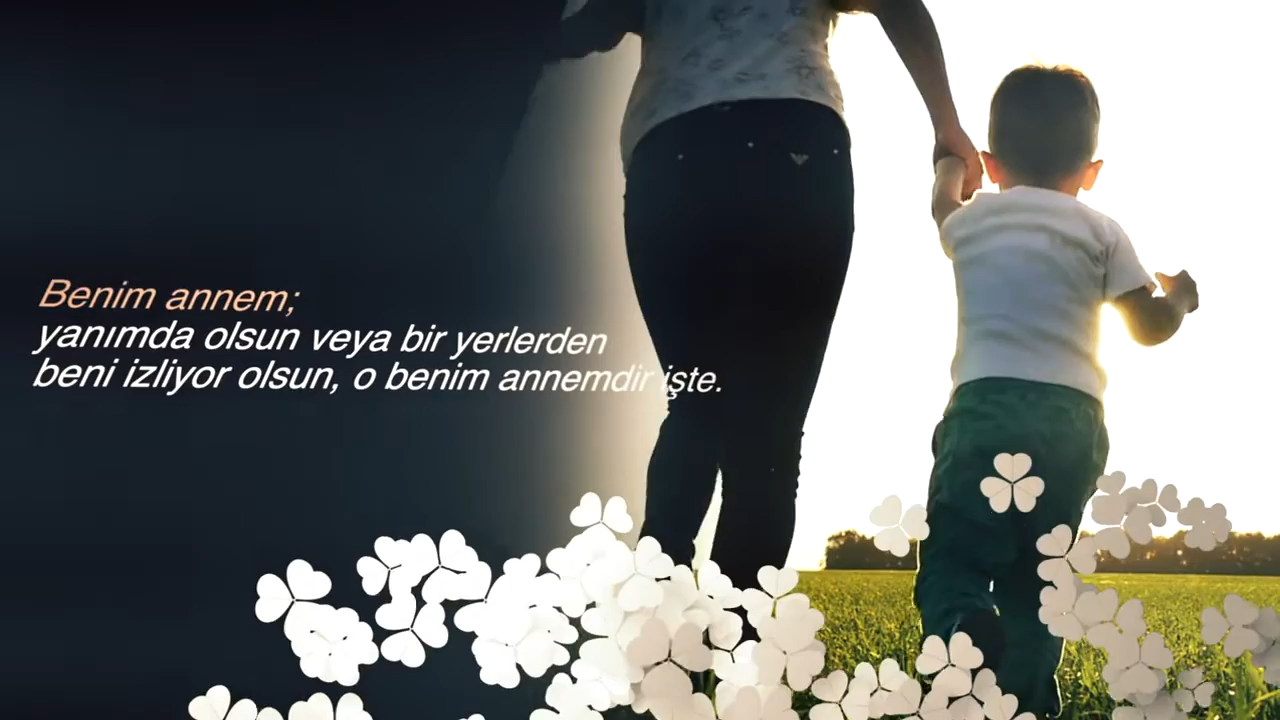 Benim annem;
yanımda olsun veya bir yerlerden
beni izliyor olsun, o benim annemdir işte.